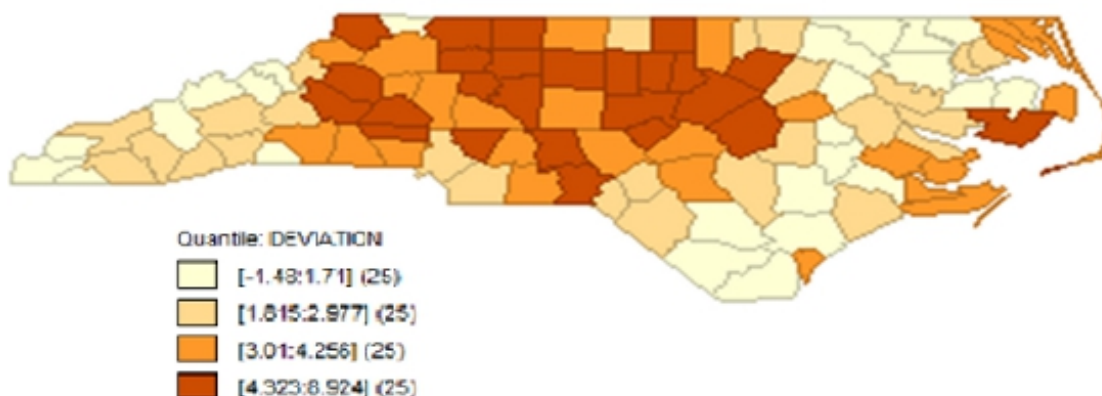 Quantile: DEVIATION
[-1.48:1.71] (25)
[1.815:2.977] (25)
[3.01:4.256] (25)
[4.323:8.924] (25)